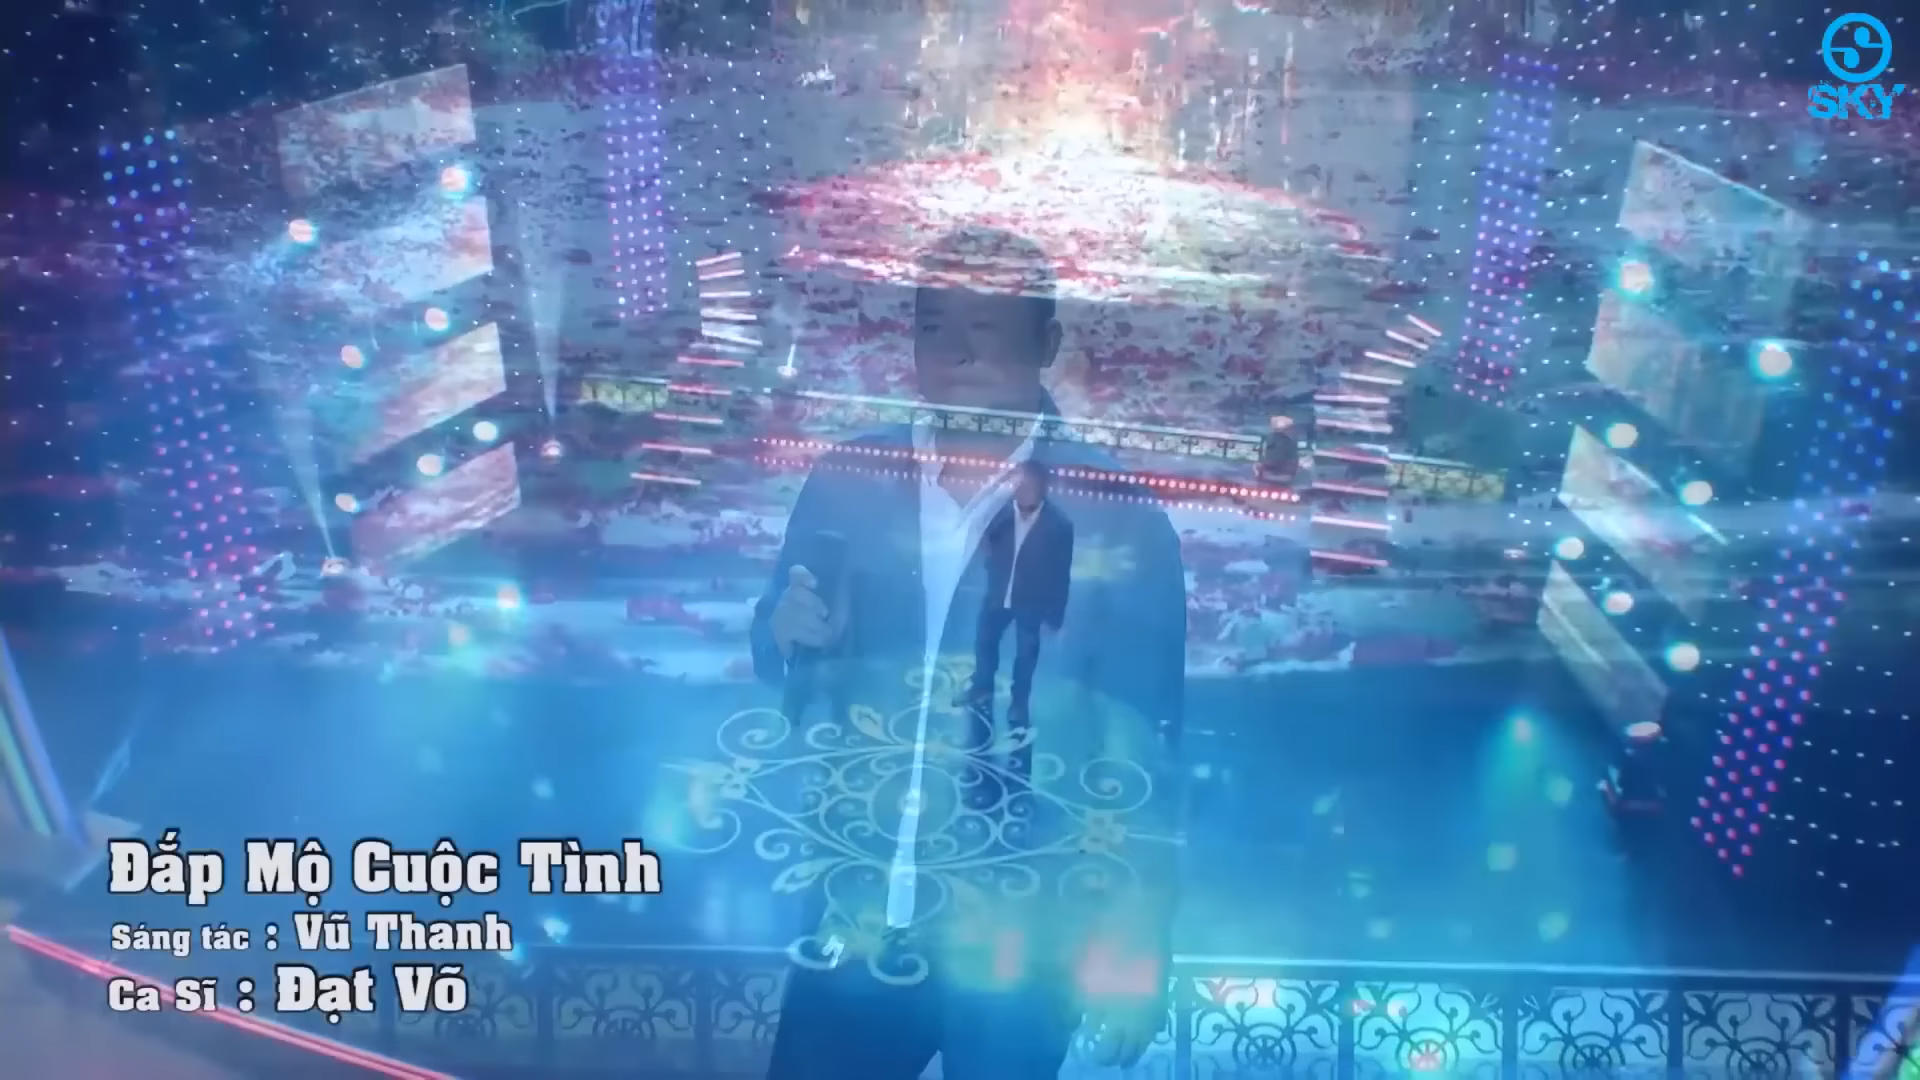 SKY
Đắp Mộ Cuộc Tình
Sáng tác : Vũ Thanh
Ca Sĩ : Đạt Võ